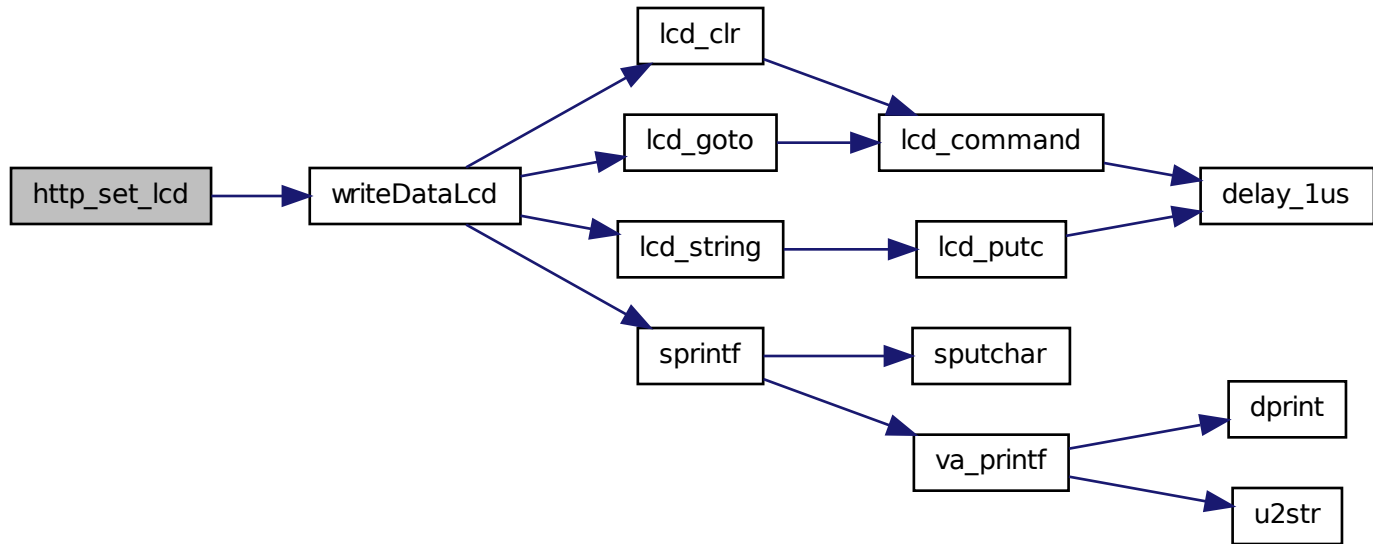 http_set_lcd
writeDataLcd
lcd_clr
lcd_goto
lcd_string
sprintf
lcd_command
lcd_putc
sputchar
va_printf
delay_1us
dprint
u2str